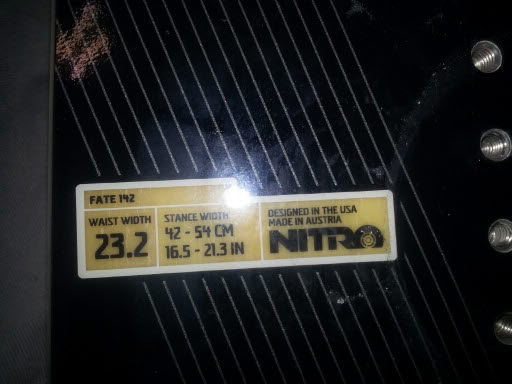 FATE 142
WAIST WIDTH
23.2
STANCE WIDTH
42 - 54 CM
16.5 - 21.3 IN
DESIGNED IN THE USA
MADE IN AUSTRIA
NITRO